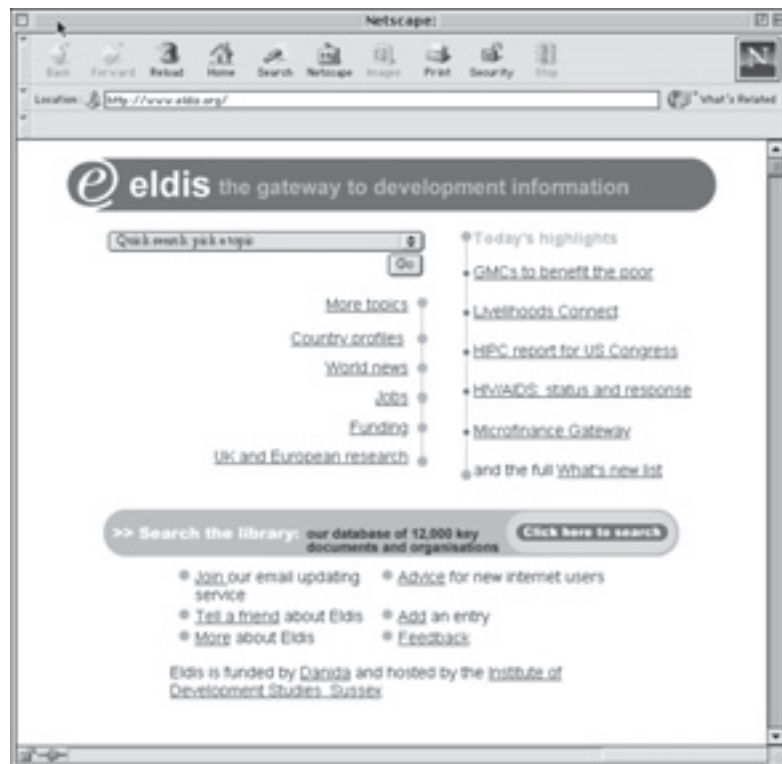 Netscape:
Back Forward Reload Home Search Netscape Images Print Security Stop
Location: http://www.eldis.org/ What's Related
N
e eldis the gateway to development information
Quick search: pick a topic
Go
More topics
Country profiles
World news
Jobs
Funding
UK and European research
Today's highlights
GMCs to benefit the poor
Livelihoods Connect
HIPC report for US Congress
HIV/AIDS: status and response
Microfinance Gateway
and the full What's new list
>> Search the library: our database of 12,000 key
documents and organisations
Click here to search
Join our email updating
service
Tell a friend about Eldis
More about Eldis
Advice for new internet users
Add an entry
Feedback
Eldis is funded by Danida and hosted by the Institute of
Development Studies, Sussex